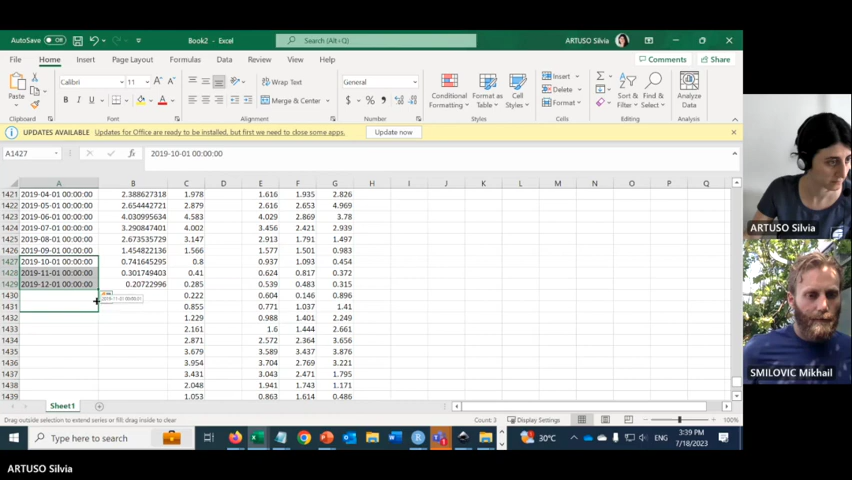 AutoSave Off Book2 - Excel Search (Alt+Q) ARTUSO Silvia
File Home Insert Page Layout Formulas Data Review View Help Comments Share
Paste Calibri 11 A A Wrap Text General Conditional Format as Cell Insert Sort & Find & Analyze
B I U Merge & Center $ % Formatting Table Styles Delete Filter Select Data
Format
Clipboard Font Alignment Number Styles Cells Editing Analysis
UPDATES AVAILABLE Updates for Office are ready to be installed, but first we need to close some apps. Update now
A1427 fx 2019-10-01 00:00:00
A B C D E F G H I J K L M N O P Q
1421 2019-04-01 00:00:00 2.388627318 1.978 1.616 1.935 2.826
1422 2019-05-01 00:00:00 2.654442721 2.879 2.616 2.653 4.969
1423 2019-06-01 00:00:00 4.030995634 4.583 4.029 2.869 3.78
1424 2019-07-01 00:00:00 3.290847401 4.002 3.456 2.421 2.939
1425 2019-08-01 00:00:00 2.673735529 3.147 2.913 1.791 1.497
1426 2019-09-01 00:00:00 1.454822136 1.566 1.577 1.501 0.983
1427 2019-10-01 00:00:00 0.741645295 0.8 0.937 1.093 0.454
1428 2019-11-01 00:00:00 0.301749403 0.41 0.624 0.817 0.372
1429 2019-12-01 00:00:00 0.20722996 0.285 0.539 0.483 0.315
1430 0.222 0.604 0.146 0.896
1431 0.855 0.771 1.037 1.41
1432 1.229 0.988 1.401 2.449
1433 2.161 1.6 2.144 2.661
1434 2.871 2.572 2.364 3.656
1435 3.679 3.589 3.437 3.876
1436 3.954 3.704 2.769 3.221
1437 3.431 3.043 2.471 1.795
1438 2.048 1.941 1.743 1.171
1439 1.053 0.863 1.614 0.486
Sheet1
Drag outside selection to extend series or fill; drag inside to clear Count: 3 Display Settings 100%
Type here to search 30°C ENG 3:39 PM
7/18/2023
ARTUSO Silvia
SMILOVIC Mikhail
ARTUSO Silvia